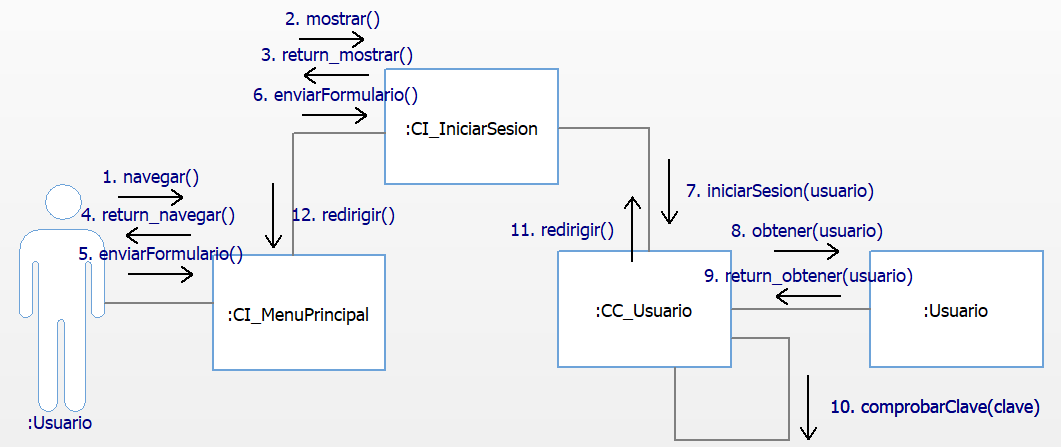 2. mostrar()
3. return_mostrar()
6. enviarFormulario()
:CI_IniciarSesion
1. navegar()
4. return_navegar()
5. enviarFormulario()
12. redirigir()
7. iniciarSesion(usuario)
11. redirigir()
8. obtener(usuario)
9. return_obtener(usuario)
:CI_MenuPrincipal
:CC_Usuario
:Usuario
10. comprobarClave(clave)
:Usuario